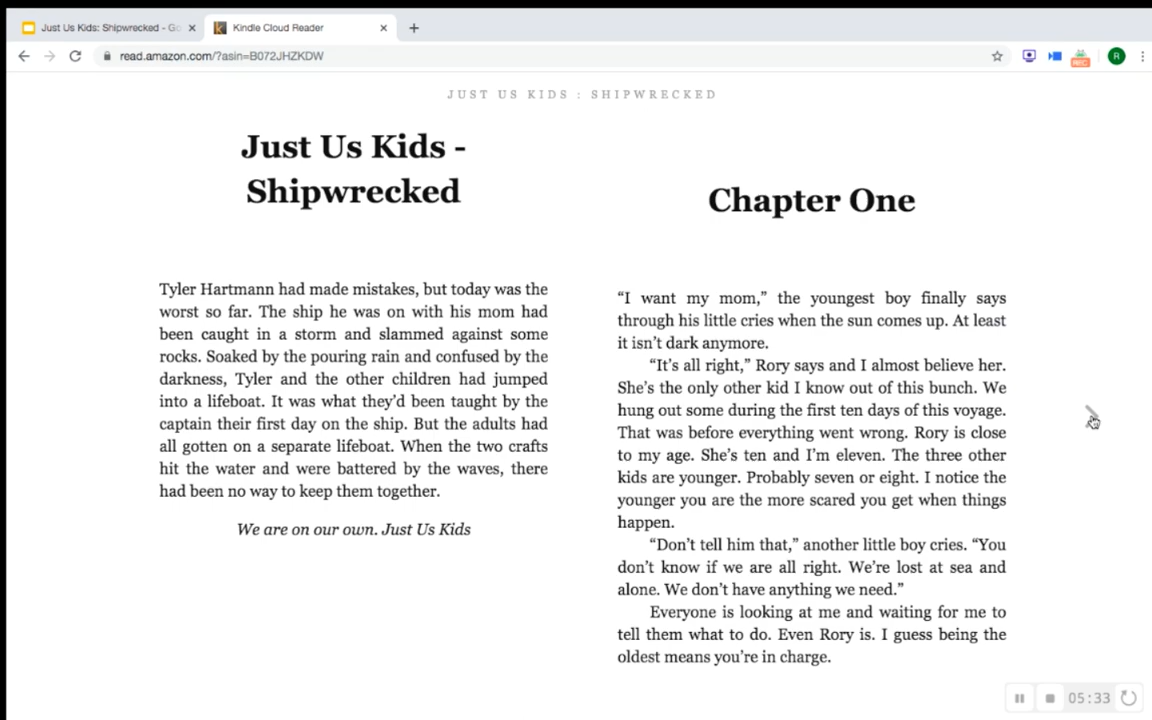 Just Us Kids: Shipwrecked - Go
Kindle Cloud Reader
read.amazon.com/?asin=B072JHZKDW
REC
R
JUST US KIDS : SHIPWRECKED
Just Us Kids -
Shipwrecked
Tyler Hartmann had made mistakes, but today was the
worst so far. The ship he was on with his mom had
been caught in a storm and slammed against some
rocks. Soaked by the pouring rain and confused by the
darkness, Tyler and the other children had jumped
into a lifeboat. It was what they’d been taught by the
captain their first day on the ship. But the adults had
all gotten on a separate lifeboat. When the two crafts
hit the water and were battered by the waves, there
had been no way to keep them together.
We are on our own. Just Us Kids
Chapter One
“I want my mom,” the youngest boy finally says
through his little cries when the sun comes up. At least
it isn’t dark anymore.
“It’s all right,” Rory says and I almost believe her.
She’s the only other kid I know out of this bunch. We
hung out some during the first ten days of this voyage.
That was before everything went wrong. Rory is close
to my age. She’s ten and I’m eleven. The three other
kids are younger. Probably seven or eight. I notice the
younger you are the more scared you get when things
happen.
“Don’t tell him that,” another little boy cries. “You
don’t know if we are all right. We’re lost at sea and
alone. We don’t have anything we need.”
Everyone is looking at me and waiting for me to
tell them what to do. Even Rory is. I guess being the
oldest means you’re in charge.
05:33